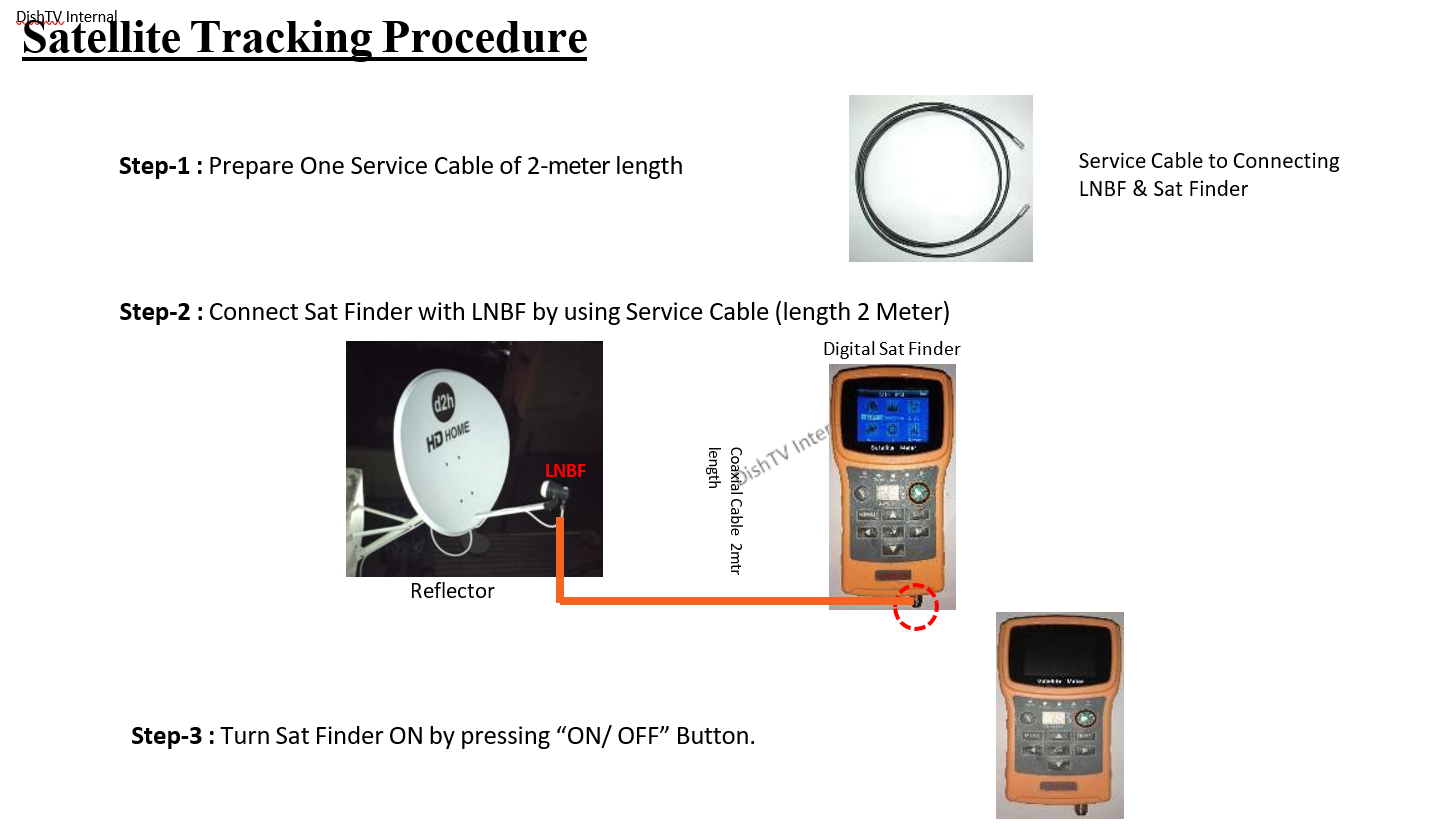 DishTV Internal
Satellite Tracking Procedure
Step-1 : Prepare One Service Cable of 2-meter length
Service Cable to Connecting
LNBF & Sat Finder
Step-2 : Connect Sat Finder with LNBF by using Service Cable (length 2 Meter)
Digital Sat Finder
d2h
HD HOME
LNBF
Coaxial Cable 2mtr
length
DishTV Inter
Satellite Meter
MENU
Reflector
Satellite Meter
Step-3 : Turn Sat Finder ON by pressing “ON/ OFF” Button.